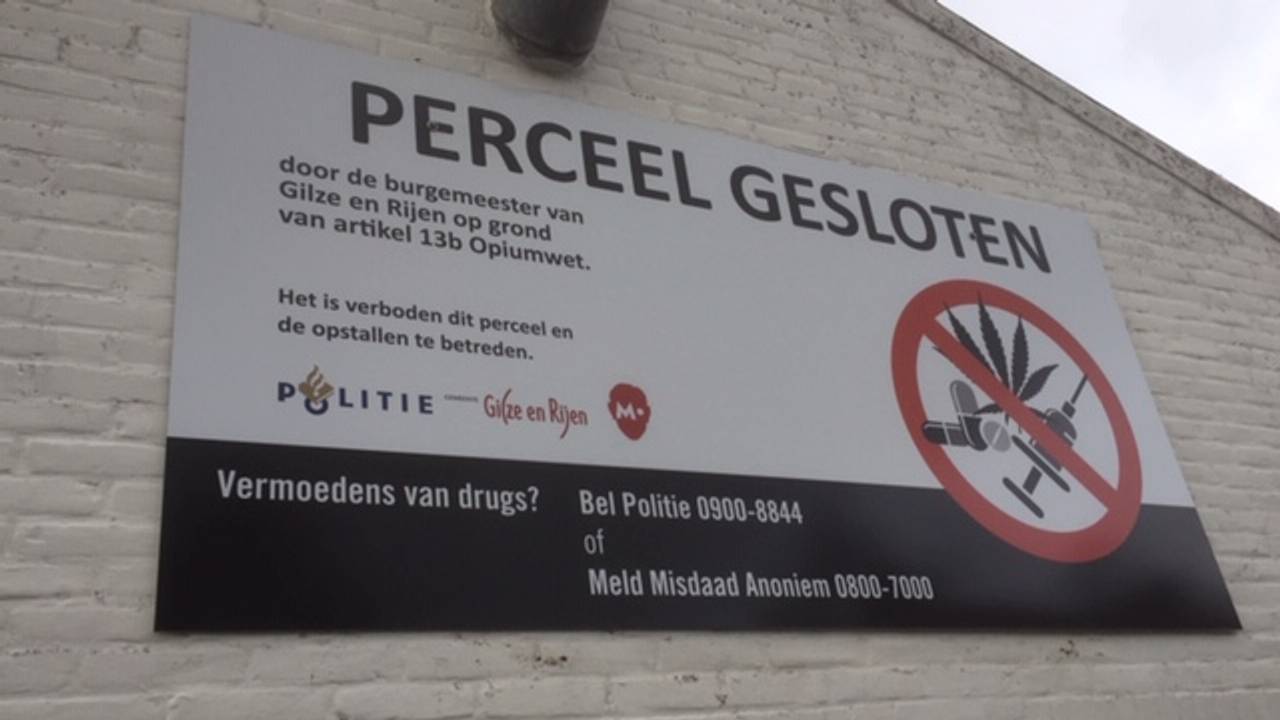 PERCEEL GESLOTEN
door de burgemeester van
Gilze en Rijen op grond
van artikel 13b Opiumwet.
Het is verboden dit perceel en
de opstallen te betreden.
POLITIE GEMEENTE Gilze en Rijen M.
Vermoedens van drugs? Bel Politie 0900-8844
of
Meld Misdaad Anoniem 0800-7000